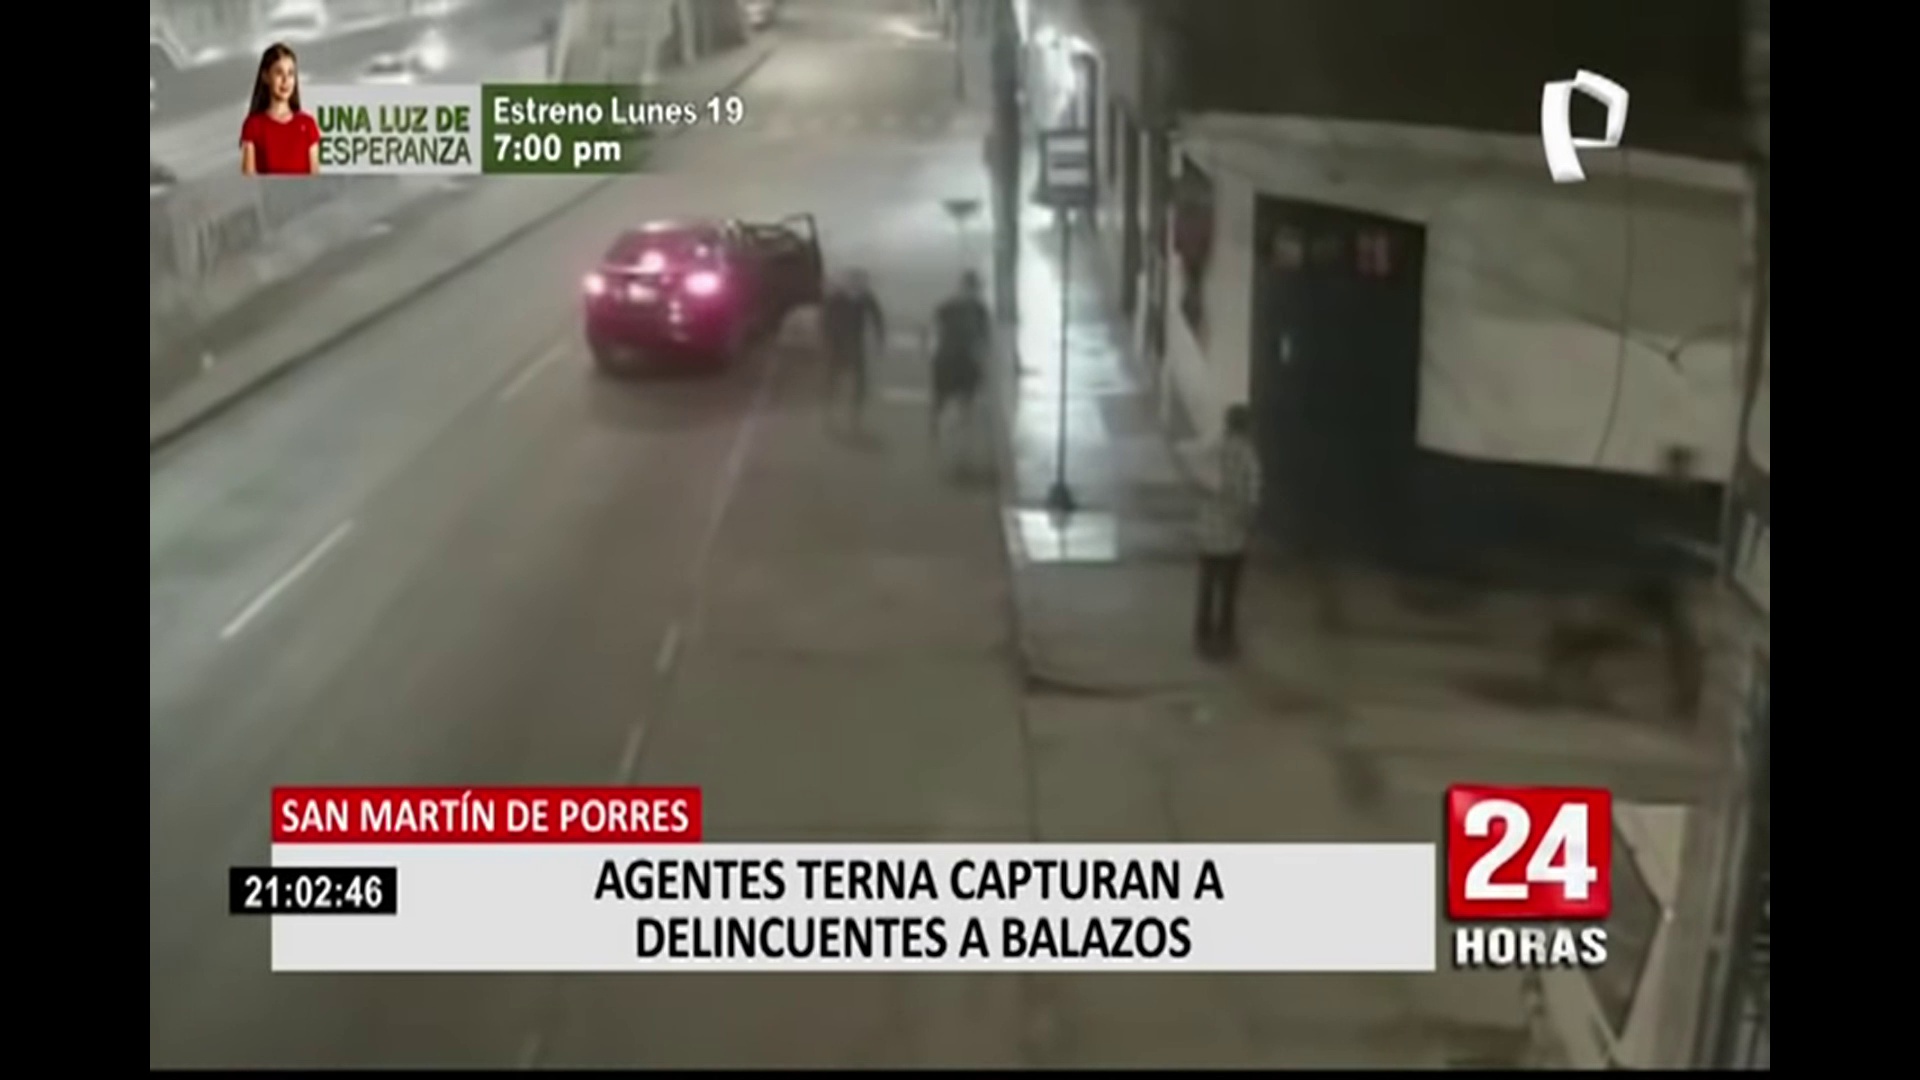 UNA LUZ DE
ESPERANZA
Estreno Lunes 19
7:00 pm
SAN MARTÍN DE PORRES
21:02:46
AGENTES TERNA CAPTURAN A
DELINCUENTES A BALAZOS
24
HORAS